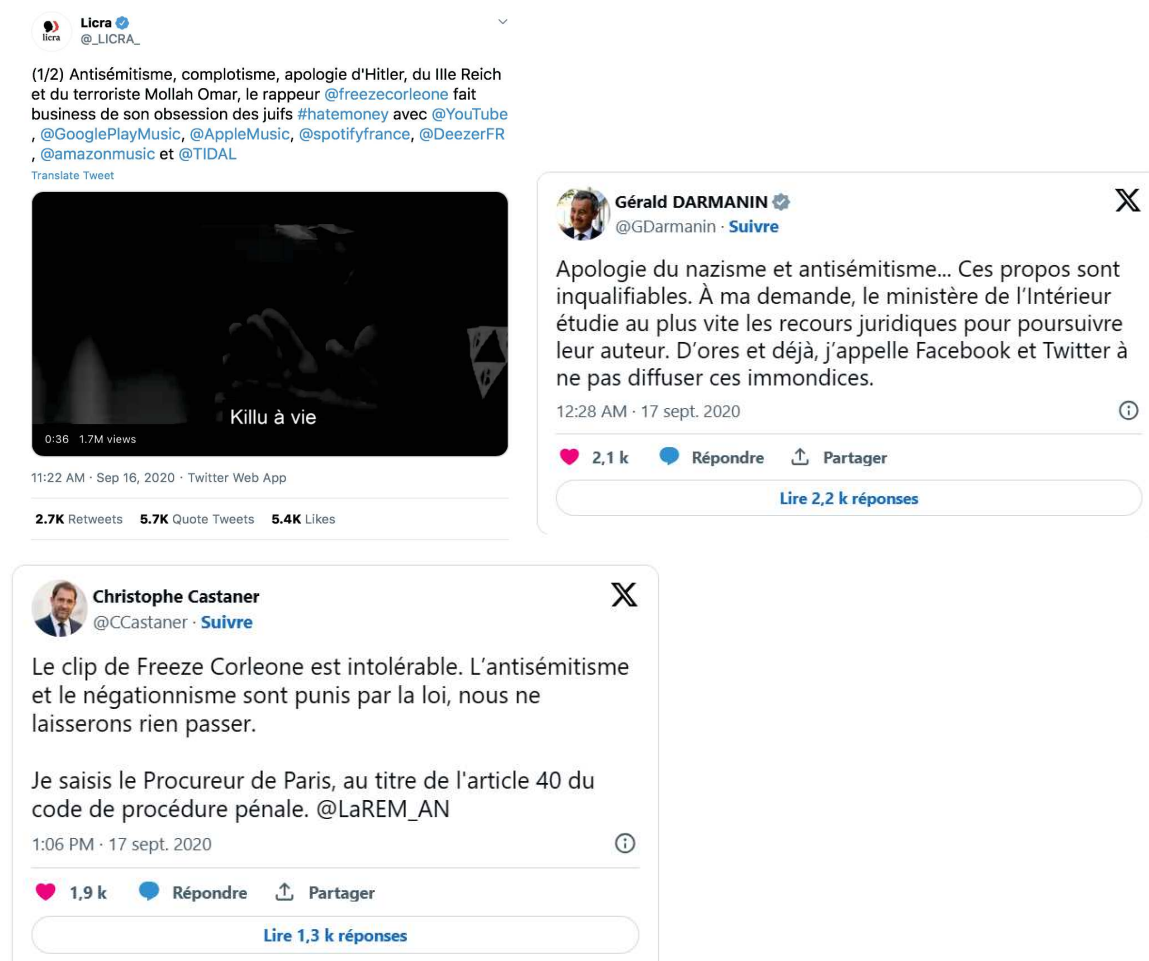 Licra
@_LICRA_
licra
(1/2) Antisémitisme, complotisme, apologie d'Hitler, du IIIe Reich
et du terroriste Mollah Omar, le rappeur @freezecorleone fait
business de son obsession des juifs #hatemoney avec @YouTube
, @GooglePlayMusic, @AppleMusic, @spotifyfrance, @DeezerFR
, @amazonmusic et @TIDAL
Translate Tweet
Killu à vie
0:36 1.7M views
11:22 AM · Sep 16, 2020 · Twitter Web App
2.7K Retweets 5.7K Quote Tweets 5.4K Likes
Gérald DARMANIN
@GDarmanin · Suivre
Apologie du nazisme et antisémitisme... Ces propos sont
inqualifiables. À ma demande, le ministère de l'Intérieur
étudie au plus vite les recours juridiques pour poursuivre
leur auteur. D'ores et déjà, j'appelle Facebook et Twitter à
ne pas diffuser ces immondices.
12:28 AM · 17 sept. 2020
2,1 k Répondre Partager
Lire 2,2 k réponses
Christophe Castaner
@CCastaner · Suivre
Le clip de Freeze Corleone est intolérable. L'antisémitisme
et le négationnisme sont punis par la loi, nous ne
laisserons rien passer.
Je saisis le Procureur de Paris, au titre de l'article 40 du
code de procédure pénale. @LaREM_AN
1:06 PM · 17 sept. 2020
1,9 k Répondre Partager
Lire 1,3 k réponses